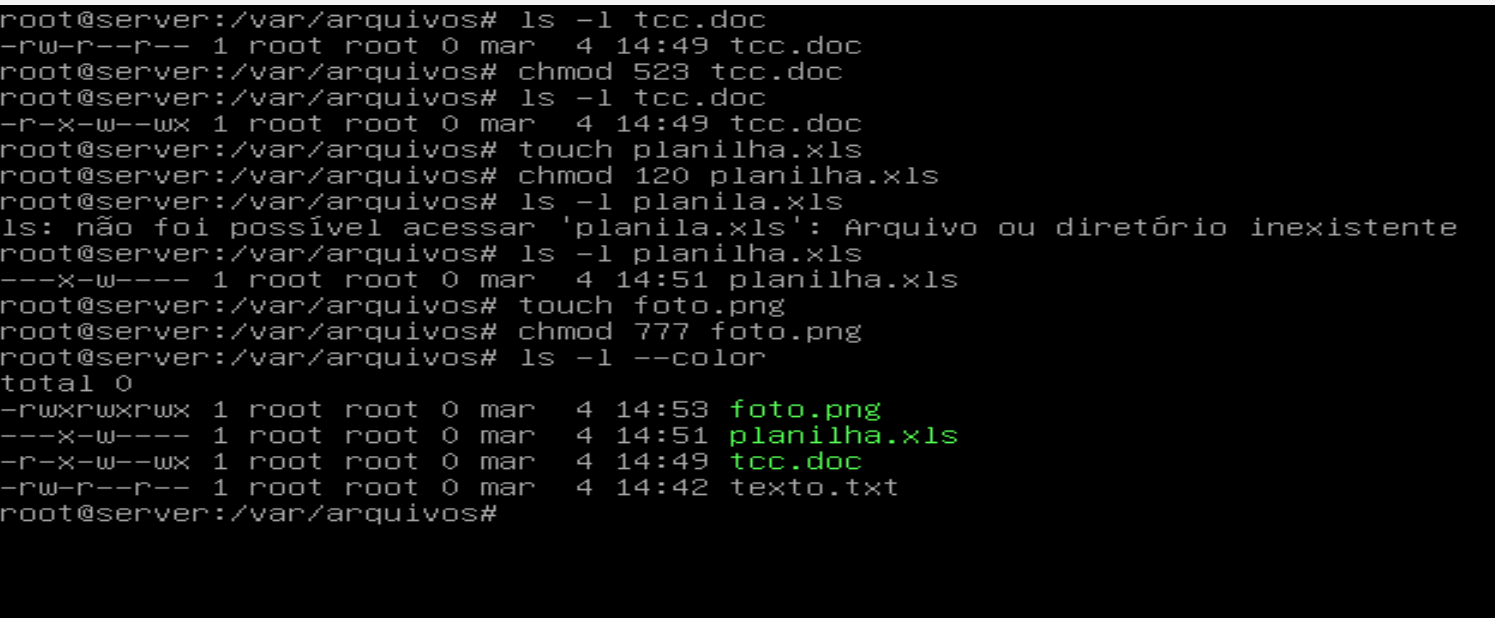 root@server:/var/arquivos# ls -l tcc.doc
-rw-r--r-- 1 root root 0 mar  4 14:49 tcc.doc
root@server:/var/arquivos# chmod 523 tcc.doc
root@server:/var/arquivos# ls -l tcc.doc
-r-x-w--wx 1 root root 0 mar  4 14:49 tcc.doc
root@server:/var/arquivos# touch planilha.xls
root@server:/var/arquivos# chmod 120 planilha.xls
root@server:/var/arquivos# ls -l planila.xls
ls: não foi possível acessar 'planila.xls': Arquivo ou diretório inexistente
root@server:/var/arquivos# ls -l planilha.xls
---x-w---- 1 root root 0 mar  4 14:51 planilha.xls
root@server:/var/arquivos# touch foto.png
root@server:/var/arquivos# chmod 777 foto.png
root@server:/var/arquivos# ls -l --color
total 0
-rwxrwxrwx 1 root root 0 mar  4 14:53 foto.png
---x-w---- 1 root root 0 mar  4 14:51 planilha.xls
-r-x-w--wx 1 root root 0 mar  4 14:49 tcc.doc
-rw-r--r-- 1 root root 0 mar  4 14:42 texto.txt
root@server:/var/arquivos#